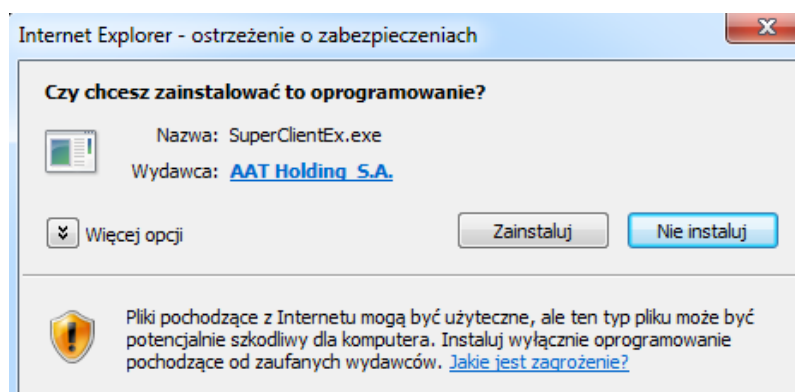 Internet Explorer - ostrzeżenie o zabezpieczeniach
Czy chcesz zainstalować to oprogramowanie?
Nazwa: SuperClientEx.exe
Wydawca: AAT Holding S.A.
Więcej opcji
Zainstaluj
Nie instaluj
Pliki pochodzące z Internetu mogą być użyteczne, ale ten typ pliku może być
potencjalnie szkodliwy dla komputera. Instaluj wyłącznie oprogramowanie
pochodzące od zaufanych wydawców. Jakie jest zagrożenie?